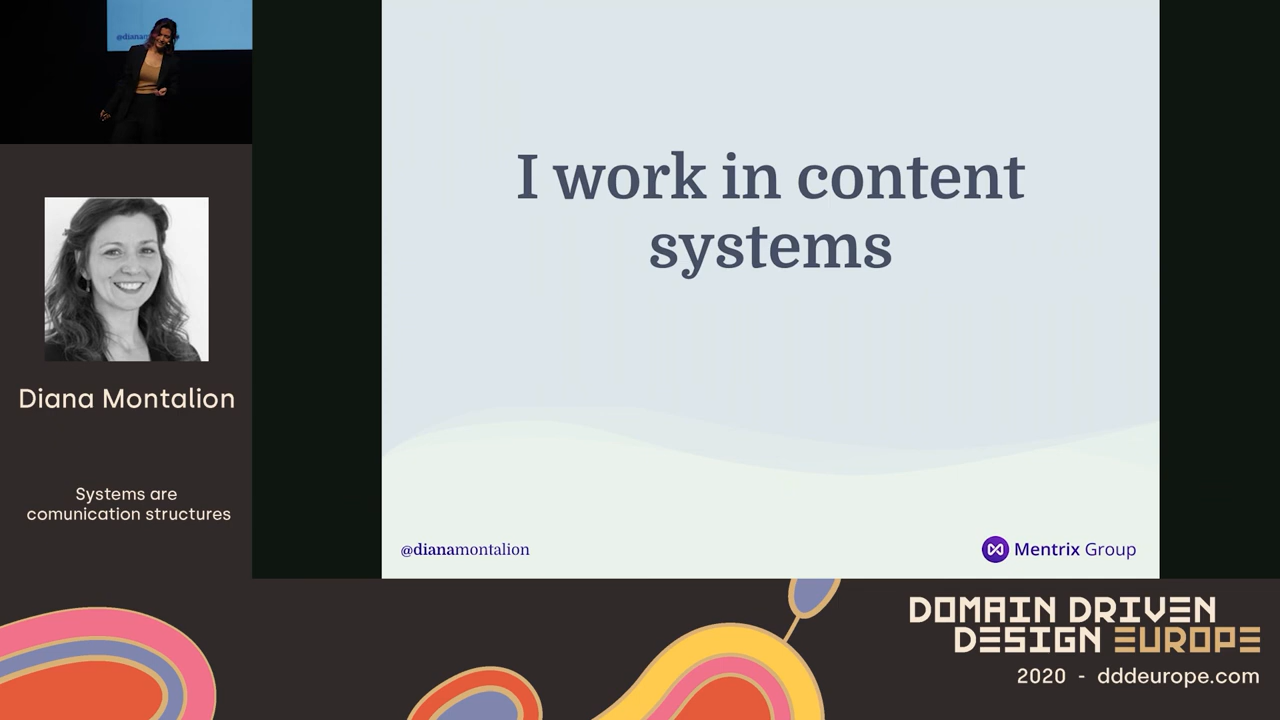 @dianam
I work in content
systems
Diana Montalion
Systems are
comunication structures
@dianamontalion
Mentrix Group
DOMAIN DRIVEN
DESIGN EUROPE
2020 - dddeurope.com